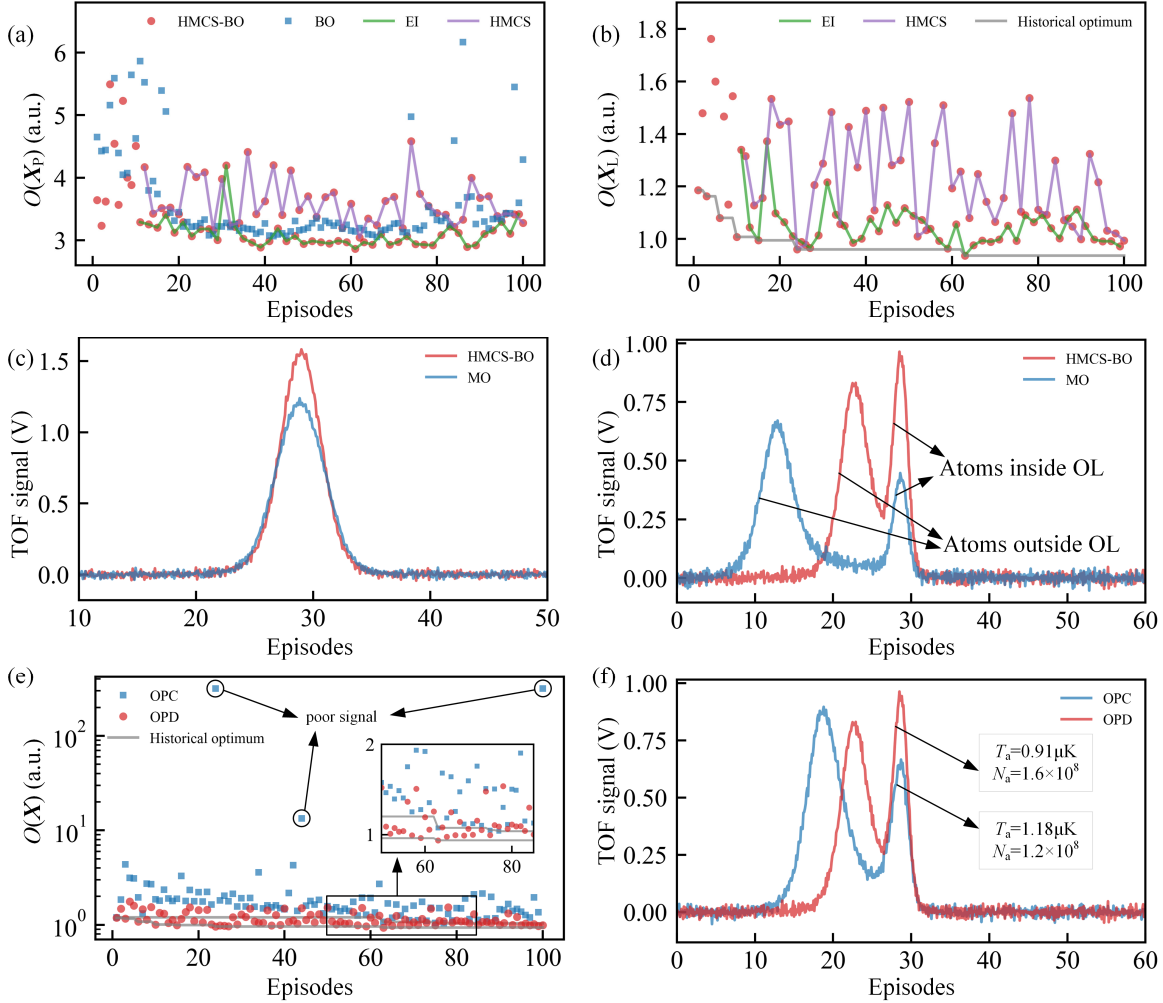 (a)
HMCS-BO BO EI HMCS
6
5
4
3
O(X_P) (a.u.)
0 20 40 60 80 100
Episodes
(b)
EI HMCS Historical optimum
1.8
1.6
1.4
1.2
1.0
O(X_L) (a.u.)
0 20 40 60 80 100
Episodes
(c)
HMCS-BO
MO
1.5
1.0
0.5
0.0
TOF signal (V)
10 20 30 40 50
Episodes
(d)
HMCS-BO
MO
1.00
0.75
0.50
0.25
0.00
TOF signal (V)
Atoms inside OL
Atoms outside OL
0 10 20 30 40 50 60
Episodes
(e)
OPC
OPD
Historical optimum
poor signal
10²
10¹
10⁰
O(X) (a.u.)
2
1
60 80
0 20 40 60 80 100
Episodes
(f)
OPC
OPD
1.00
0.75
0.50
0.25
0.00
TOF signal (V)
Tₐ=0.91μK
Nₐ=1.6×10⁸
Tₐ=1.18μK
Nₐ=1.2×10⁸
0 10 20 30 40 50 60
Episodes